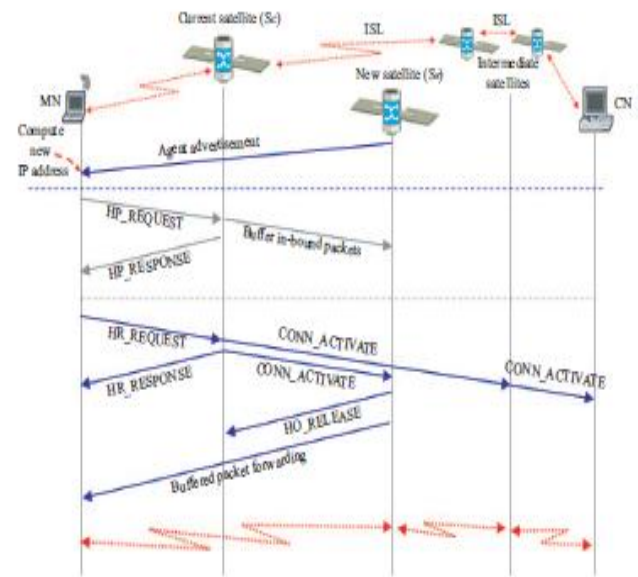 Current satellite (Sc)
ISL
ISL
New satellite (Sn)
Intermediate
satellites
MN
CN
Compute
new
IP address
Agent advertisement
HP_REQUEST
Buffer in-bound packets
HP_RESPONSE
HR_REQUEST
CONN_ACTIVATE
CONN_ACTIVATE
HR_RESPONSE
CONN_ACTIVATE
HO_RELEASE
Buffered packet forwarding